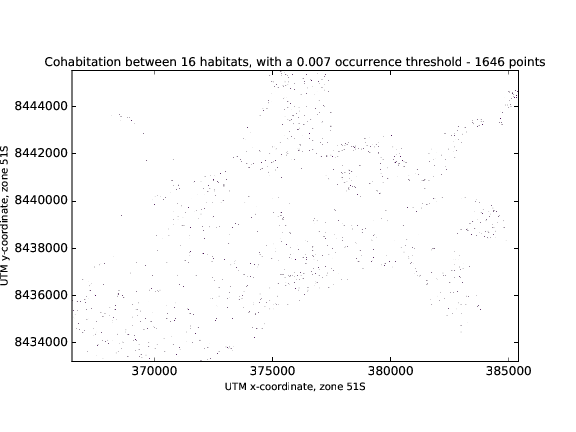 Cohabitation between 16 habitats, with a 0.007 occurrence threshold - 1646 points
8444000
8442000
8440000
8438000
8436000
8434000
UTM y-coordinate, zone 51S
370000 375000 380000 385000
UTM x-coordinate, zone 51S